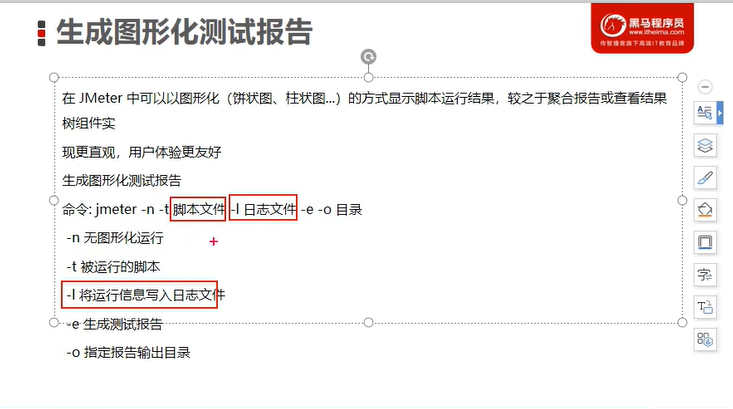 生成图形化测试报告
黑马程序员
www.itheima.com
传智播客旗下高端IT教育品牌
在 JMeter 中可以以图形化（饼状图、柱状图...）的方式显示脚本运行结果，较之于聚合报告或查看结果
树组件实
现更直观，用户体验更友好
生成图形化测试报告
命令: jmeter -n -t 脚本文件 -l 日志文件 -e -o 目录
-n 无图形化运行
-t 被运行的脚本
-l 将运行信息写入日志文件
-e 生成测试报告
-o 指定报告输出目录